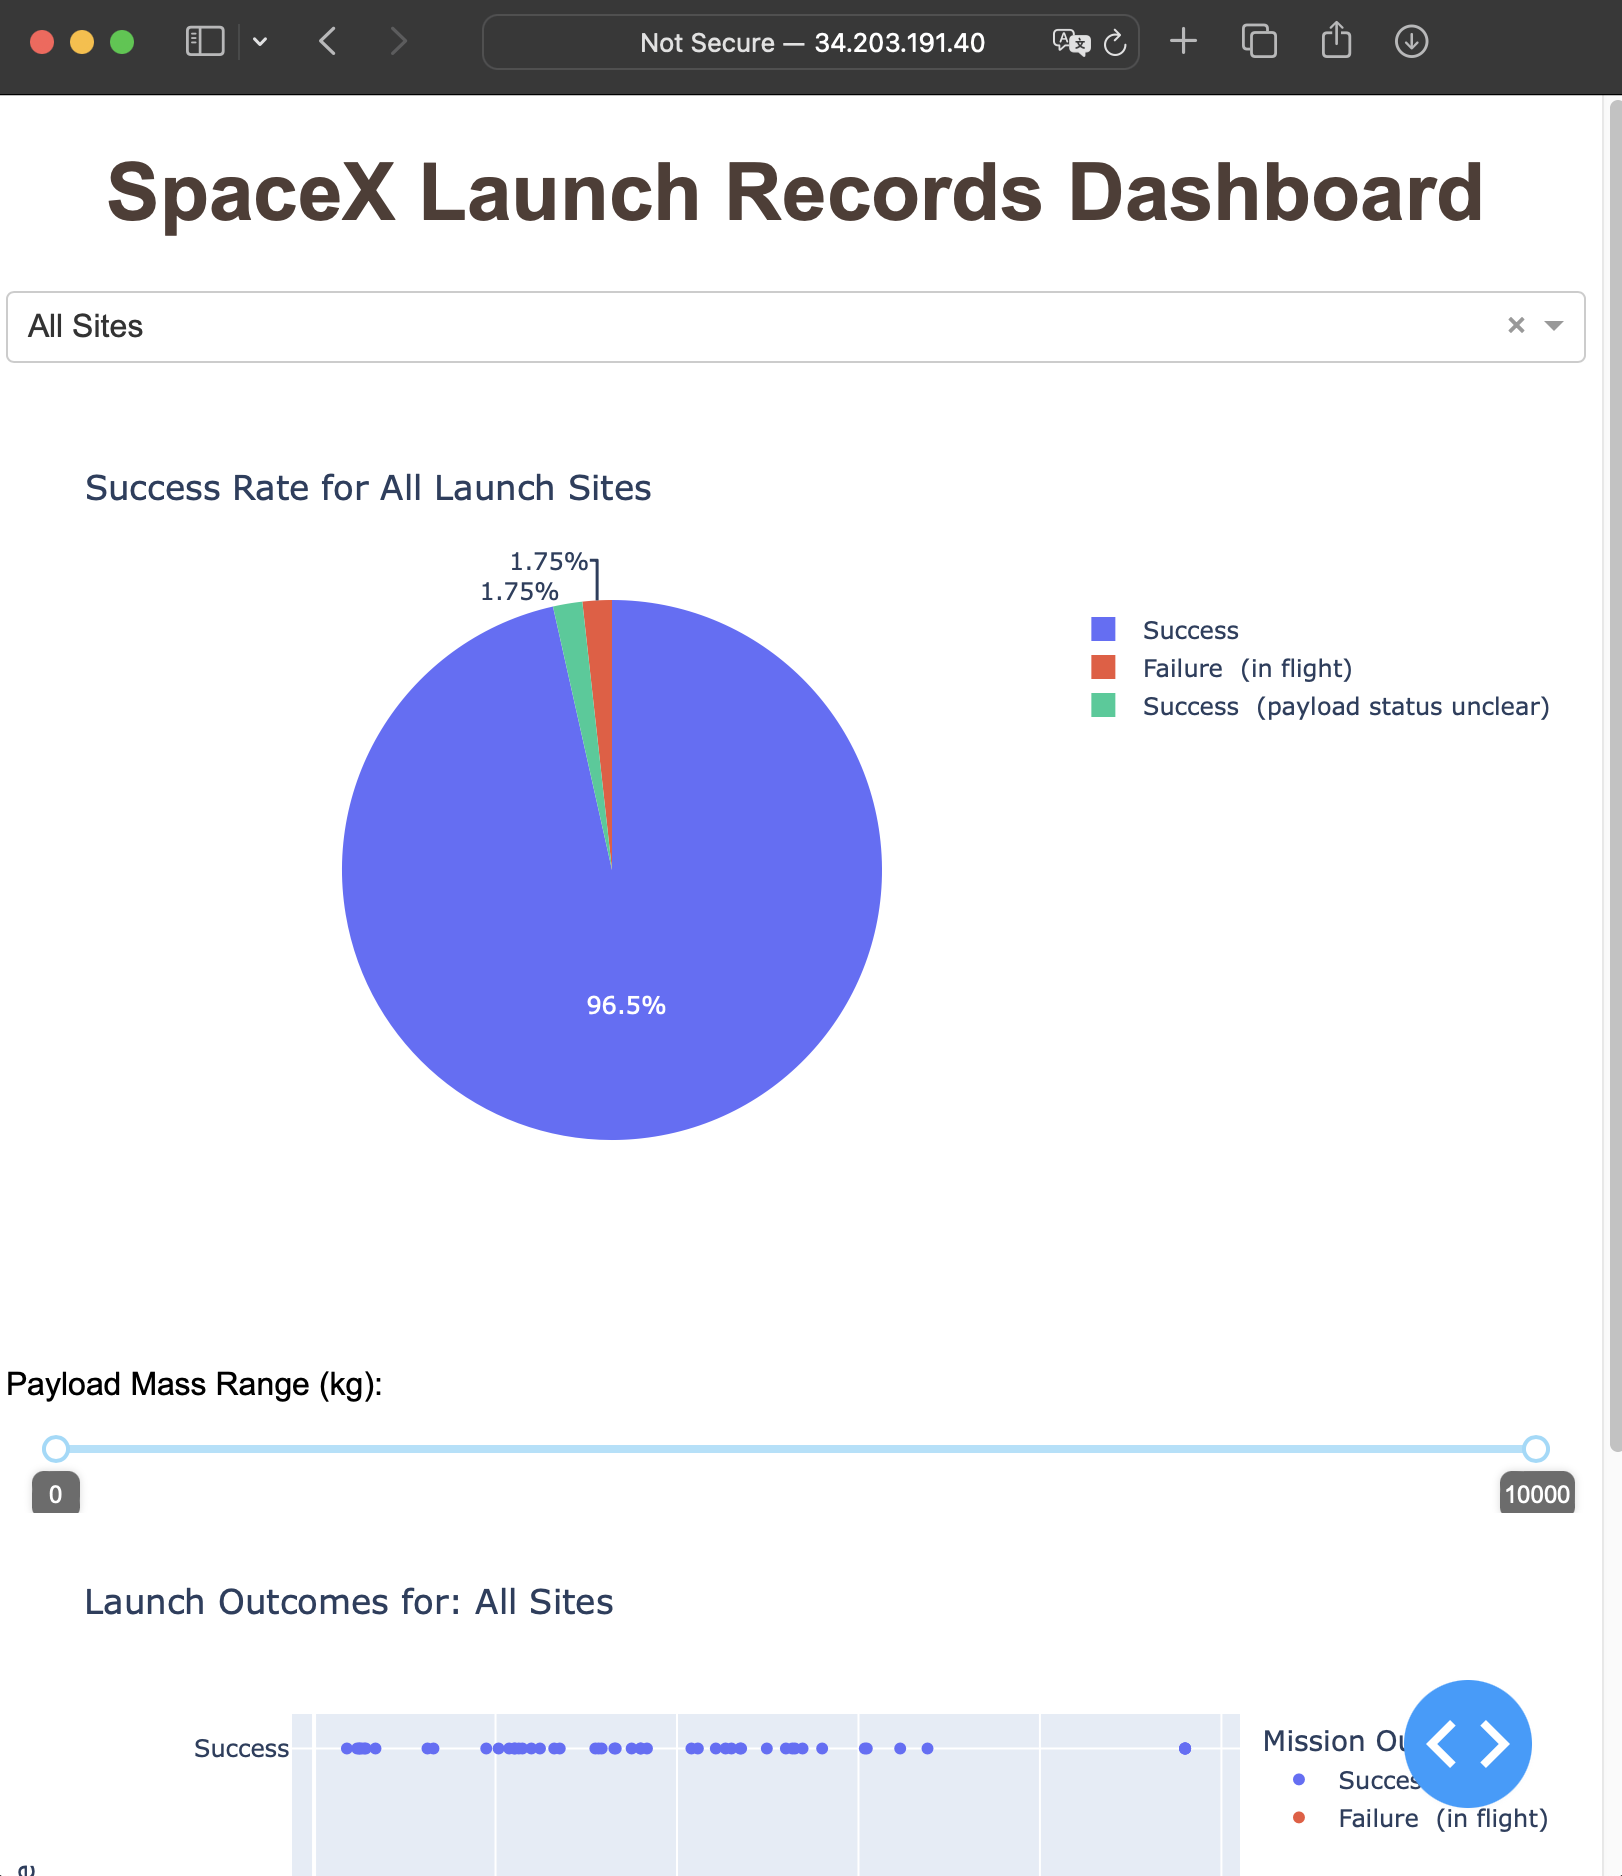 Not Secure — 34.203.191.40
SpaceX Launch Records Dashboard
All Sites
Success Rate for All Launch Sites
1.75%
1.75%
96.5%
Success
Failure (in flight)
Success (payload status unclear)
Payload Mass Range (kg):
0
10000
Launch Outcomes for: All Sites
Success
Mission
Failure (in flight)